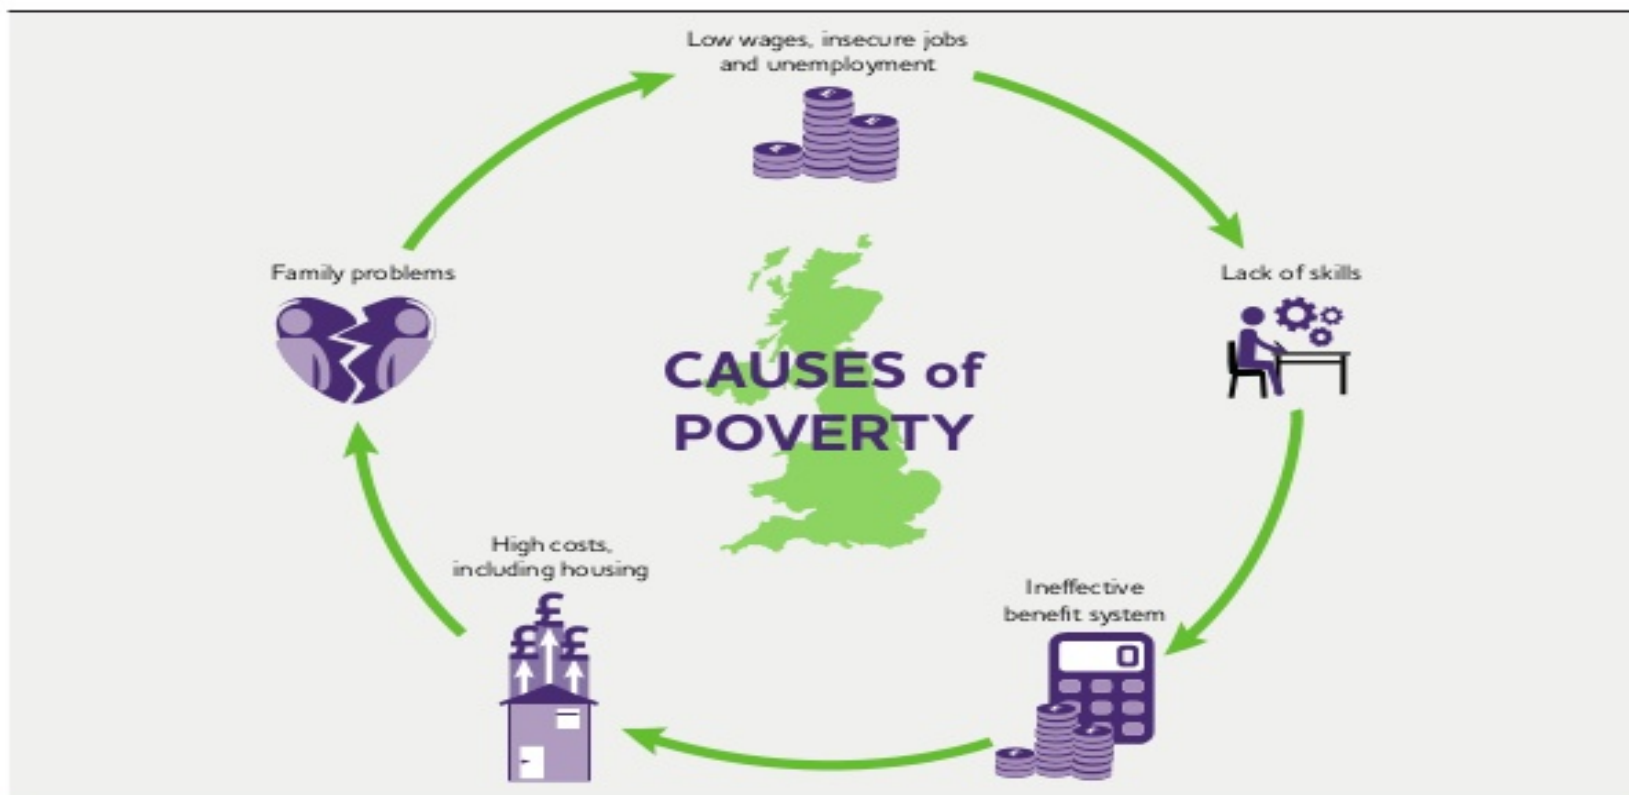 Low wages, insecure jobs
and unemployment
Family problems
Lack of skills
CAUSES of
POVERTY
High costs,
including housing
£
£ £
Ineffective
benefit system
0